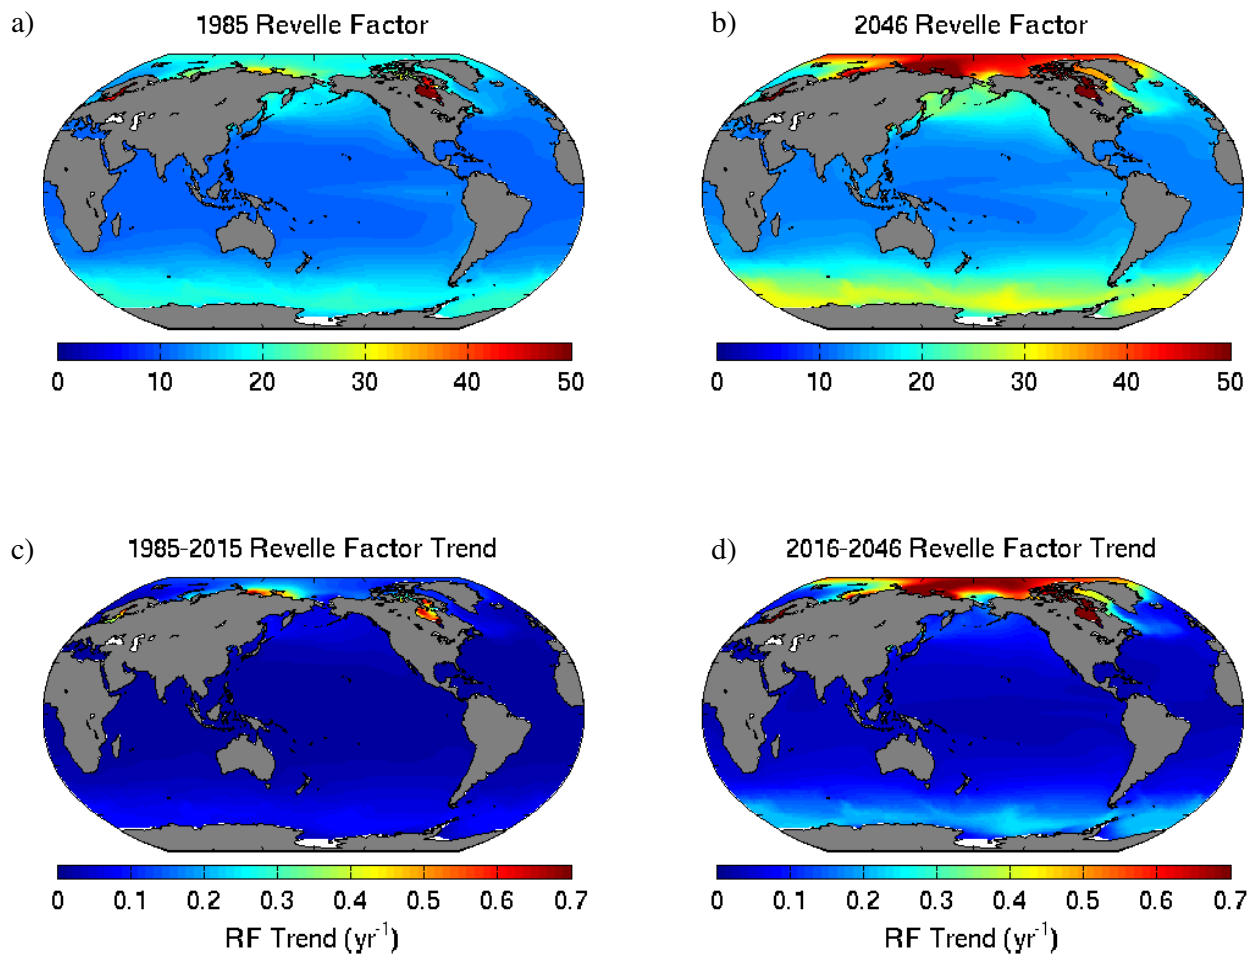 a) 1985 Revelle Factor
b) 2046 Revelle Factor
0 10 20 30 40 50
0 10 20 30 40 50
c) 1985-2015 Revelle Factor Trend
d) 2016-2046 Revelle Factor Trend
0 0.1 0.2 0.3 0.4 0.5 0.6 0.7
RF Trend (yr⁻¹)
0 0.1 0.2 0.3 0.4 0.5 0.6 0.7
RF Trend (yr⁻¹)